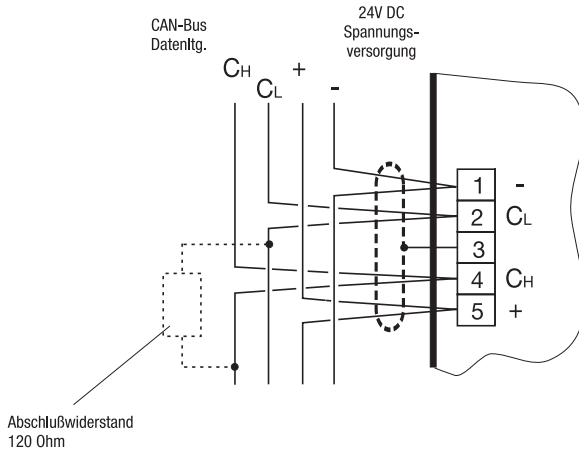 CAN-Bus
Datenltg.
24V DC
Spannungs-
versorgung
CH
CL
+
-
1 -
2 CL
3
4 CH
5 +
Abschlußwiderstand
120 Ohm